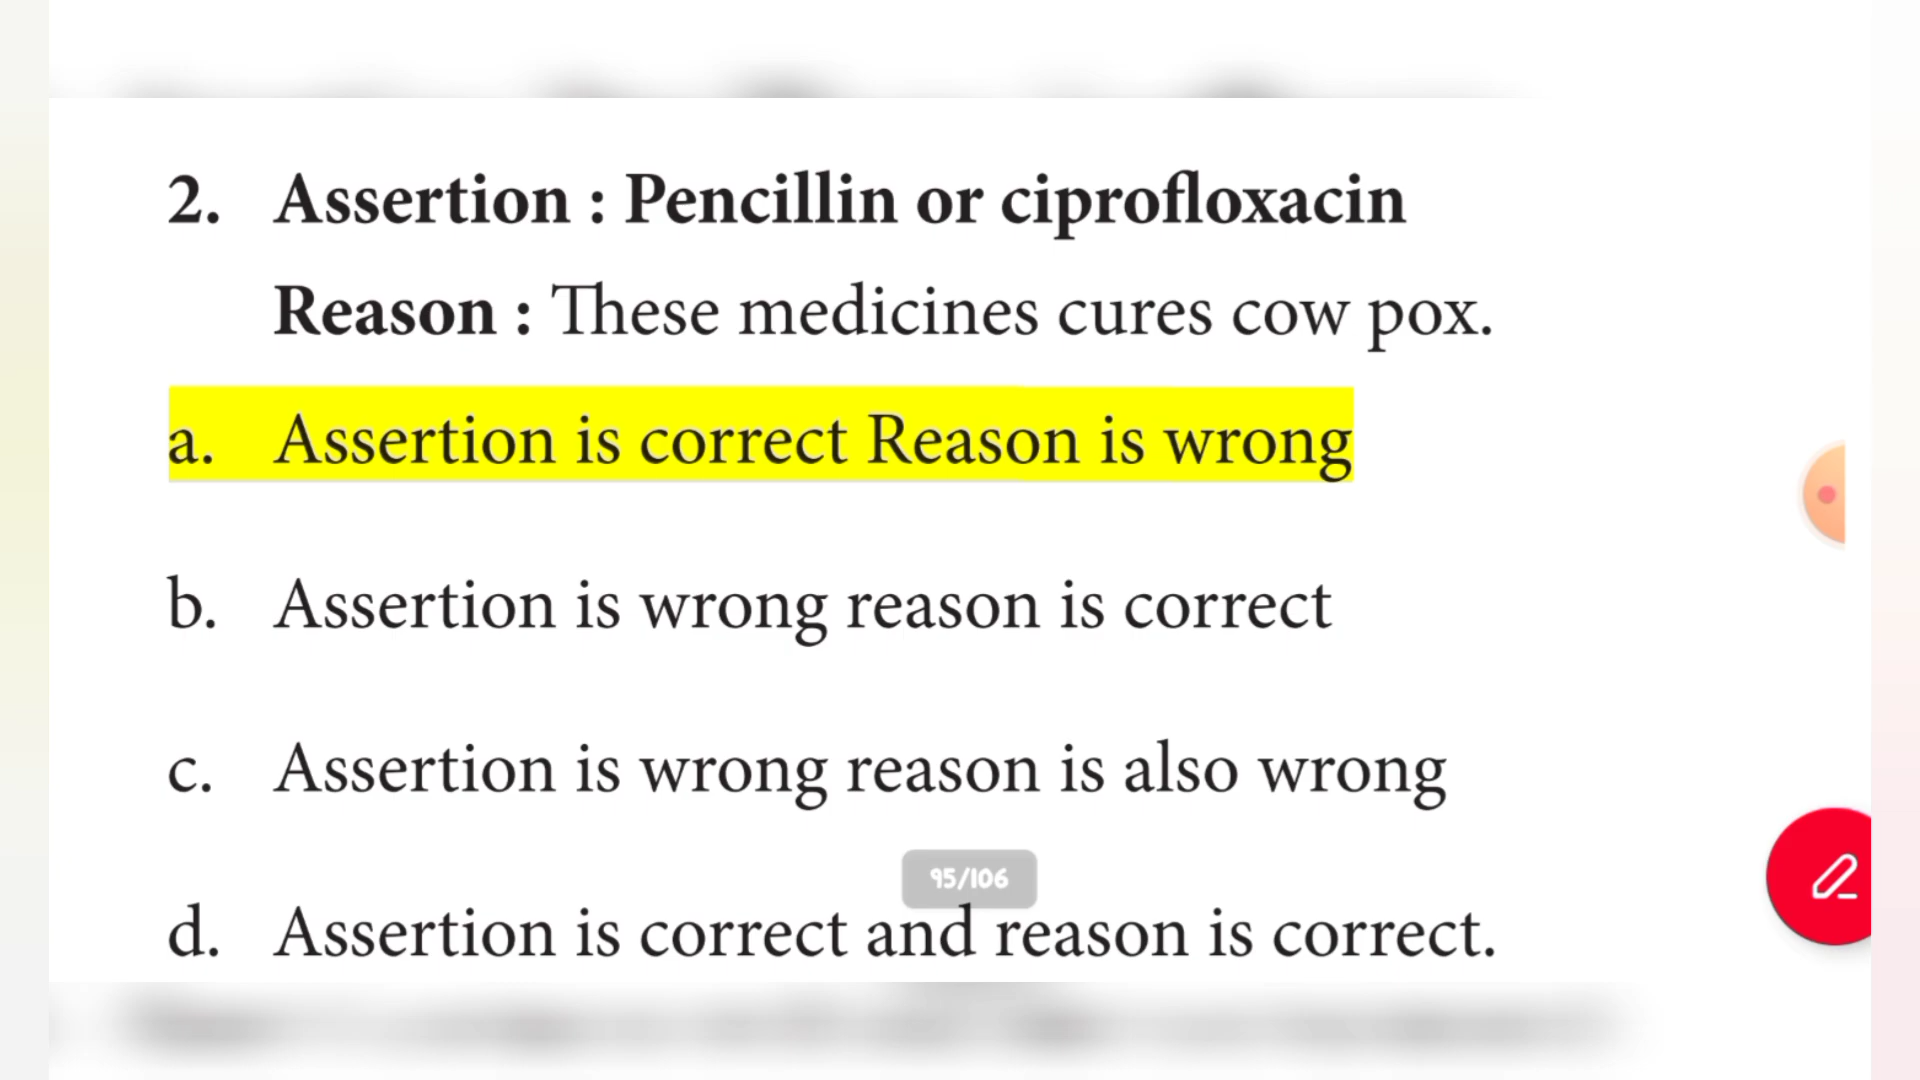 2. Assertion : Pencillin or ciprofloxacin
Reason : These medicines cures cow pox.
a. Assertion is correct Reason is wrong
b. Assertion is wrong reason is correct
c. Assertion is wrong reason is also wrong
95/106
d. Assertion is correct and reason is correct.